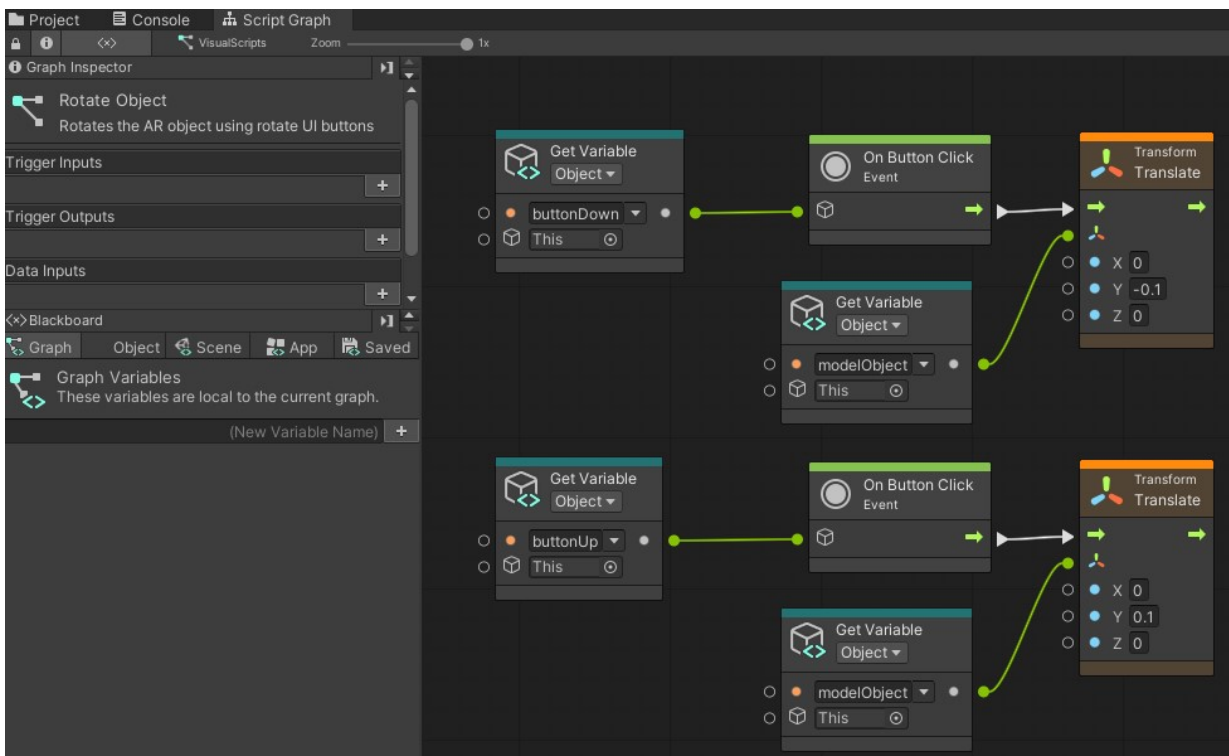 Project Console Script Graph
<×> VisualScripts Zoom 1x
Graph Inspector
Rotate Object
Rotates the AR object using rotate UI buttons
Trigger Inputs
+
Trigger Outputs
+
Data Inputs
+
<×>Blackboard
Graph Object Scene App Saved
Graph Variables
These variables are local to the current graph.
(New Variable Name) +
Get Variable
Object
buttonDown
This
On Button Click
Event
Transform
Translate
X 0
Y -0.1
Z 0
Get Variable
Object
modelObject
This
Get Variable
Object
buttonUp
This
On Button Click
Event
Transform
Translate
X 0
Y 0.1
Z 0
Get Variable
Object
modelObject
This